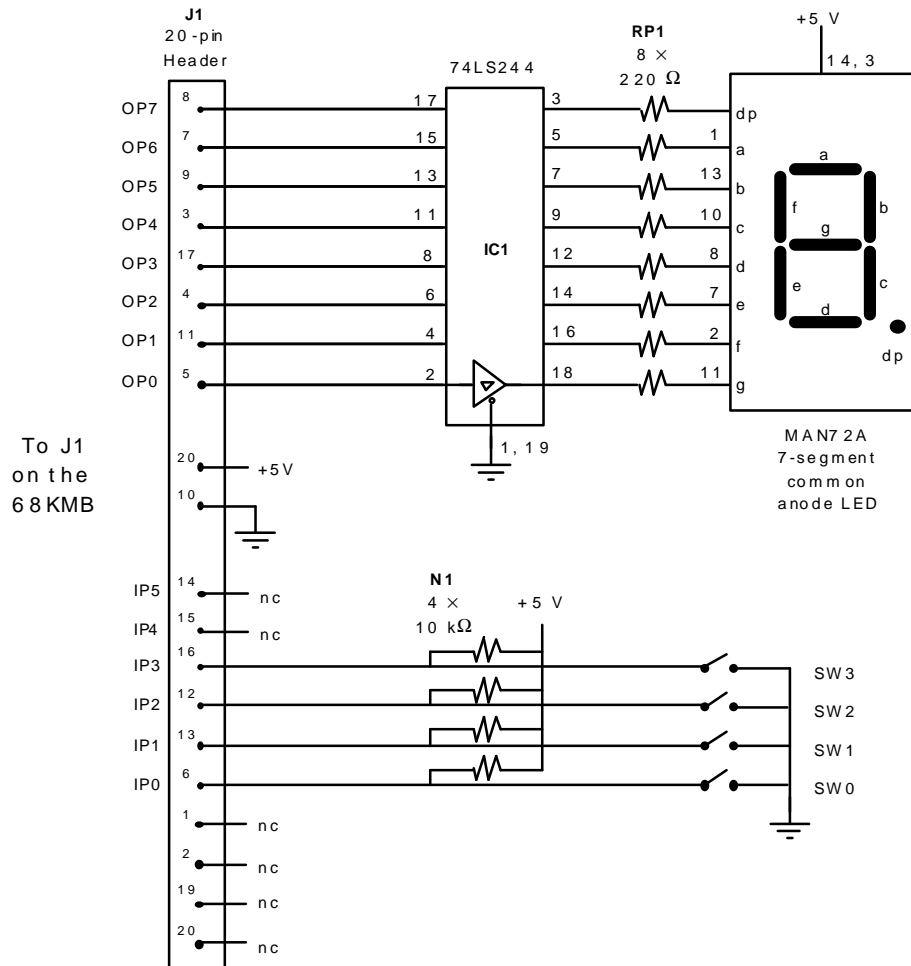 J1
20-pin
Header
74LS244
RP1
8 ×
220 Ω
+5 V
14, 3
OP7
8
17
3
dp
OP6
7
15
5
1
a
OP5
9
13
7
13
b
OP4
3
11
9
10
c
OP3
17
8
IC1
12
8
d
OP2
4
6
14
7
e
OP1
11
4
16
2
f
OP0
5
2
18
11
g
a
f
b
g
e
c
d
dp
1, 19
MAN72A
7-segment
common
anode LED
To J1
on the
68KMB
20
+5V
10
IP5
14
nc
IP4
15
nc
N1
4 ×
10 kΩ
+5 V
IP3
16
SW3
IP2
12
SW2
IP1
13
SW1
IP0
6
SW0
1
nc
2
nc
19
nc
20
nc